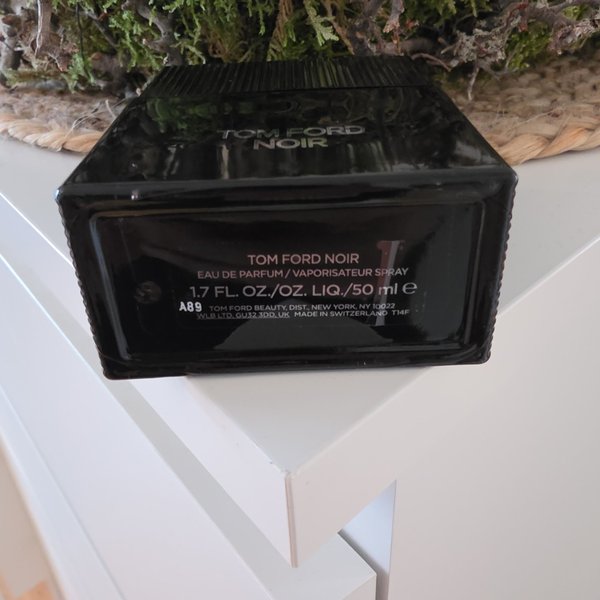 TOM FORD
NOIR
TOM FORD NOIR
EAU DE PARFUM/VAPORISATEUR SPRAY
1.7 FL. OZ./OZ. LIQ./50 ml ℮
A89 TOM FORD BEAUTY, DIST., NEW YORK, NY 10022
WLB LTD, GU32 3DD, UK MADE IN SWITZERLAND T14F